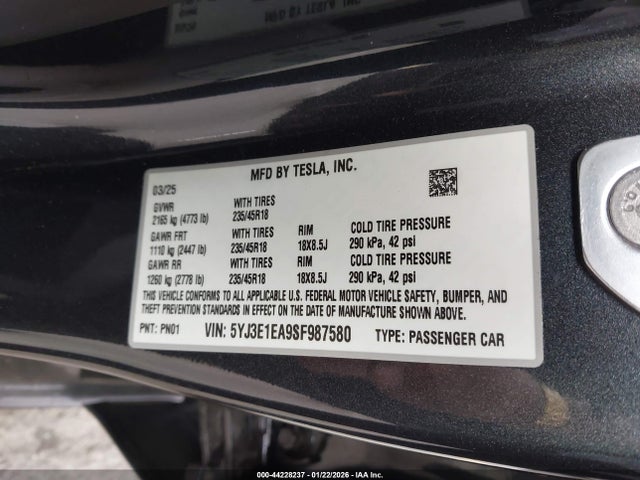 MFD BY TESLA, INC.
03/25
GVWR WITH TIRES
2165 kg (4773 lb) 235/45R18
GAWR FRT WITH TIRES RIM COLD TIRE PRESSURE
1110 kg (2447 lb) 235/45R18 18X8.5J 290 kPa, 42 psi
GAWR RR WITH TIRES RIM COLD TIRE PRESSURE
1260 kg (2778 lb) 235/45R18 18X8.5J 290 kPa, 42 psi
THIS VEHICLE CONFORMS TO ALL APPLICABLE U.S. FEDERAL MOTOR VEHICLE SAFETY, BUMPER, AND
THEFT PREVENTION STANDARDS IN EFFECT ON THE DATE OF MANUFACTURE SHOWN ABOVE.
PNT: PN01 VIN: 5YJ3E1EA9SF987580 TYPE: PASSENGER CAR
000-44228237 - 01/22/2026 - IAA Inc.